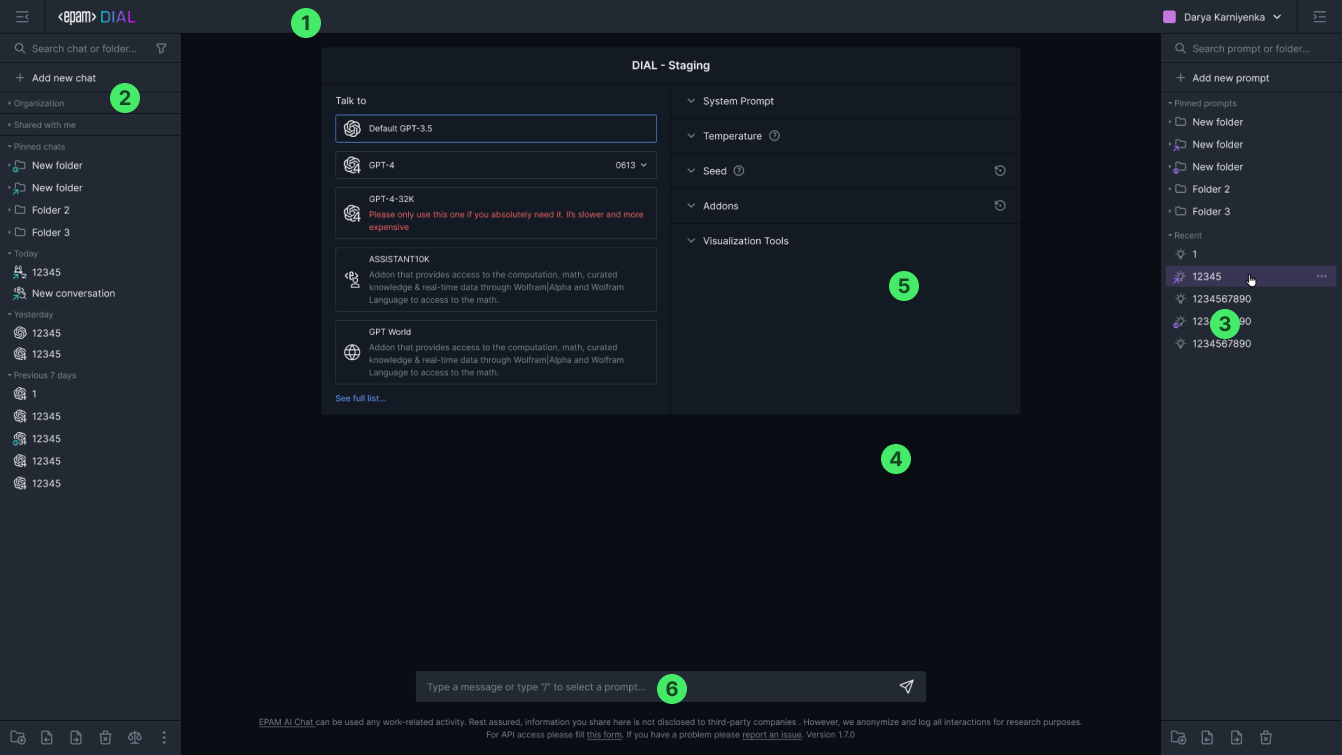 <epam> DIAL
1
Darya Karniyenka
Search chat or folder...
Add new chat
2
Organization
Shared with me
Pinned chats
New folder
New folder
Folder 2
Folder 3
Today
12345
New conversation
Yesterday
12345
12345
Previous 7 days
1
12345
12345
12345
12345
DIAL - Staging
Talk to
Default GPT-3.5
GPT-4
0613
GPT-4-32K
Please only use this one if you absolutely need it. It's slower and more
expensive
ASSISTANT10K
Addon that provides access to the computation, math, curated
knowledge & real-time data through Wolfram|Alpha and Wolfram
Language to access to the math.
GPT World
Addon that provides access to the computation, math, curated
knowledge & real-time data through Wolfram|Alpha and Wolfram
Language to access to the math.
See full list...
System Prompt
Temperature
Seed
Addons
Visualization Tools
5
4
Type a message or type "/" to select a prompt...
6
EPAM AI Chat can be used any work-related activity. Rest assured, information you share here is not disclosed to third-party companies . However, we anonymize and log all interactions for research purposes.
For API access please fill this form. If you have a problem please report an issue. Version 1.7.0
Search prompt or folder...
Add new prompt
Pinned prompts
New folder
New folder
New folder
Folder 2
Folder 3
Recent
1
12345
1234567890
3
1234567890